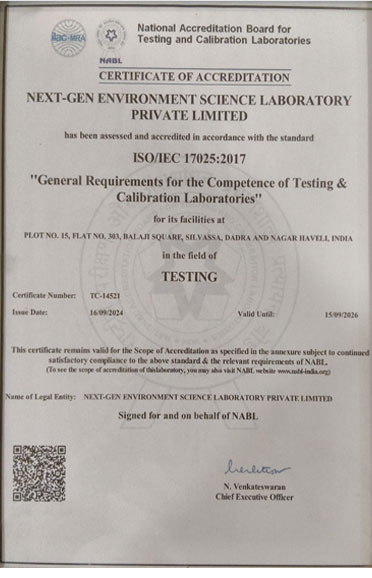 ilac-MRA
NABL
National Accreditation Board for
Testing and Calibration Laboratories
CERTIFICATE OF ACCREDITATION
NEXT-GEN ENVIRONMENT SCIENCE LABORATORY
PRIVATE LIMITED
has been assessed and accredited in accordance with the standard
ISO/IEC 17025:2017
"General Requirements for the Competence of Testing &
Calibration Laboratories"
for its facilities at
PLOT NO. 15, FLAT NO. 303, BALAJI SQUARE, SILVASSA, DADRA AND NAGAR HAVELI, INDIA
in the field of
TESTING
Certificate Number: TC-14521
Issue Date: 16/09/2024 Valid Until: 15/09/2026
This certificate remains valid for the Scope of Accreditation as specified in the annexure subject to continued
satisfactory compliance to the above standard & the relevant requirements of NABL.
(To see the scope of accreditation of this laboratory, you may also visit NABL website www.nabl-india.org)
Name of Legal Entity: NEXT-GEN ENVIRONMENT SCIENCE LABORATORY PRIVATE LIMITED
Signed for and on behalf of NABL
N. Venkateswaran
Chief Executive Officer